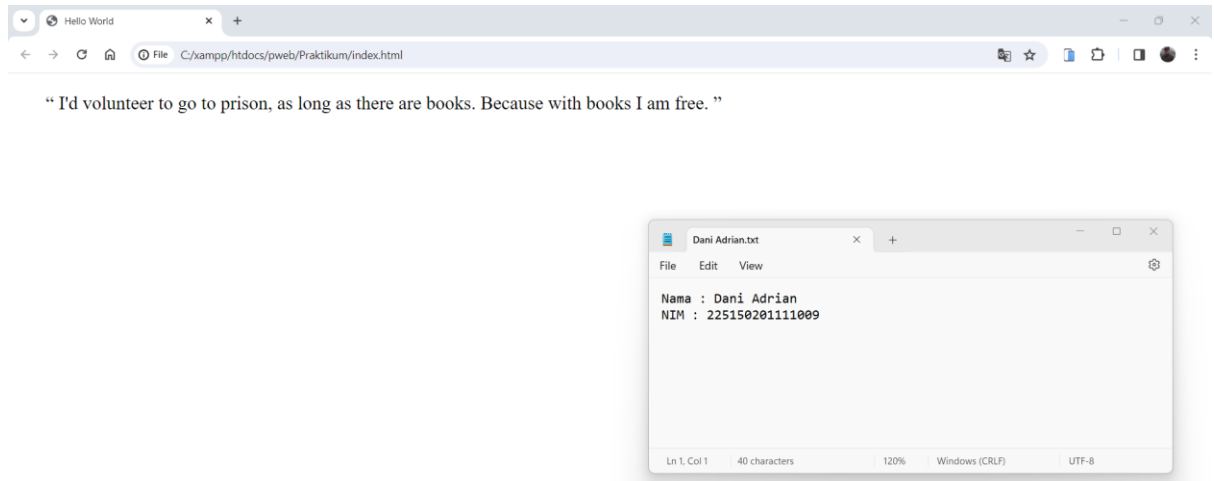 Hello World
File C:/xampp/htdocs/pweb/Praktikum/index.html
“ I'd volunteer to go to prison, as long as there are books. Because with books I am free. ”
Dani Adrian.txt
File Edit View
Nama : Dani Adrian
NIM : 225150201111009
Ln 1, Col 1 40 characters 120% Windows (CRLF) UTF-8